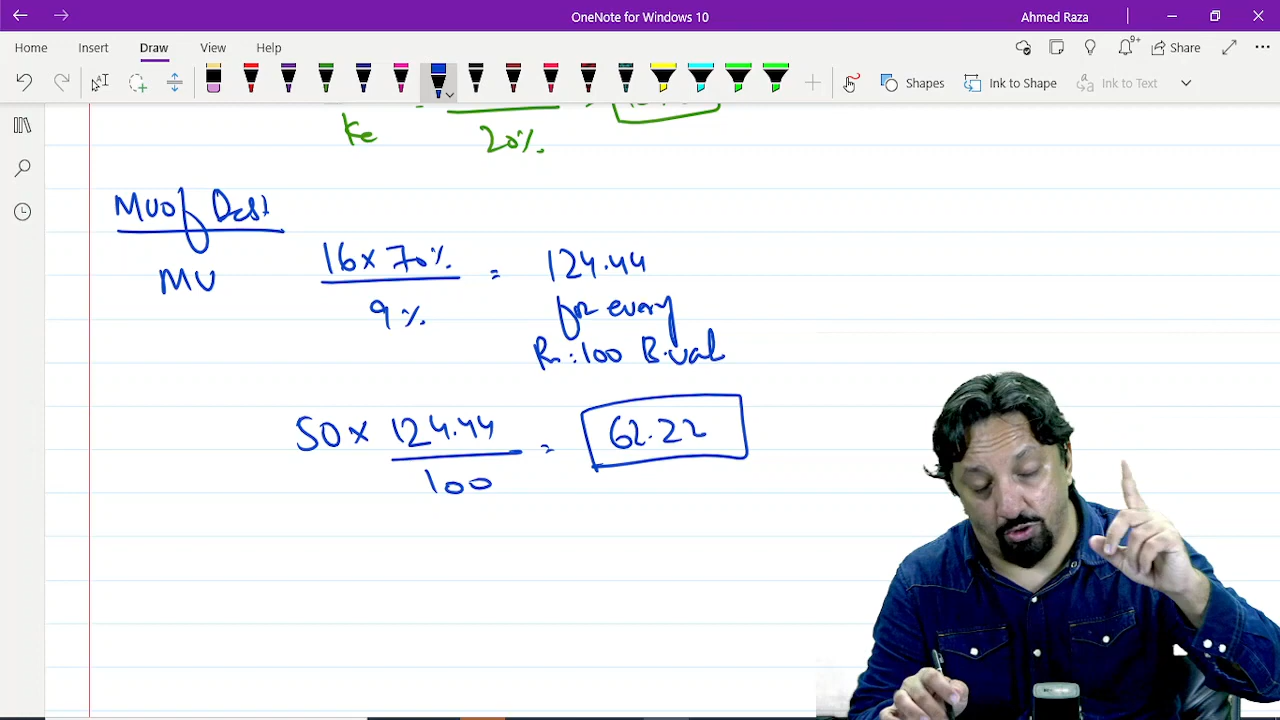 OneNote for Windows 10
Ahmed Raza
Home Insert Draw View Help
9+ Share
Shapes Ink to Shape Ink to Text
Ke = 20%
MV of Debt
MV 16 x 70% = 124.44
9%
for every
Rs:100 B.val
50 x 124.44 = 62.22
100